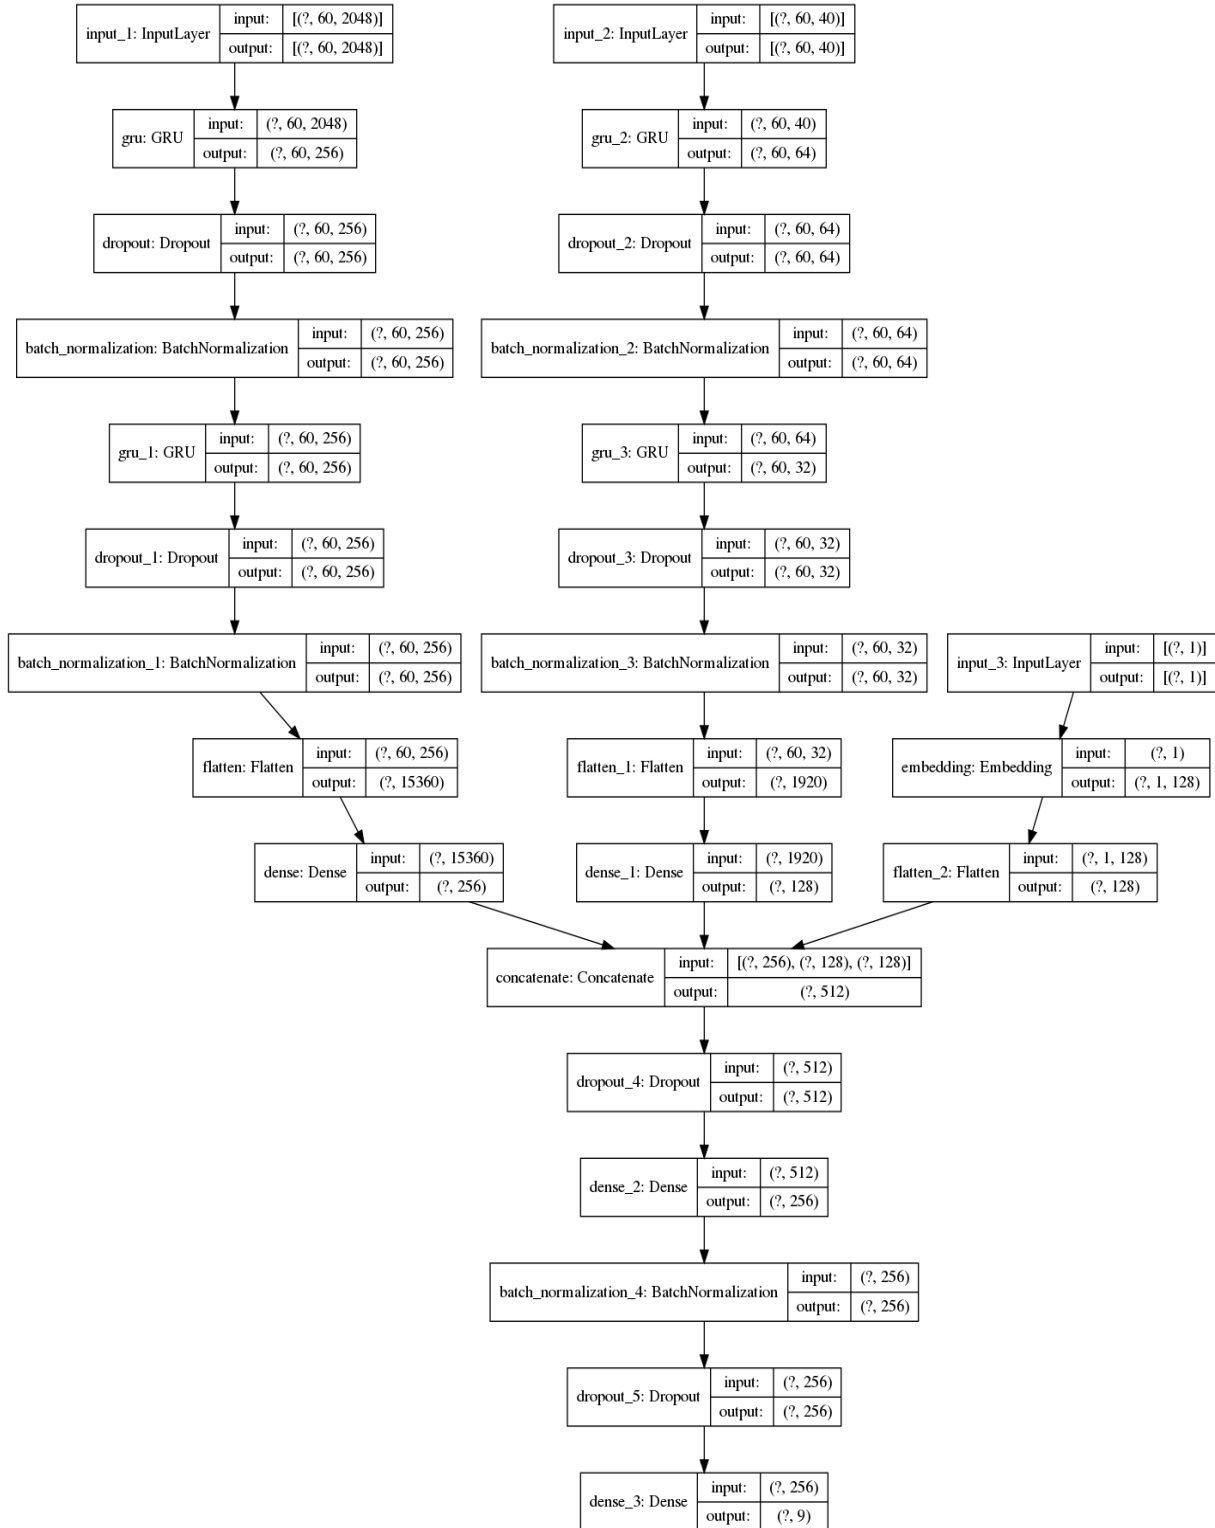 input_1: InputLayer
input: [(?, 60, 2048)]
output: [(?, 60, 2048)]
input_2: InputLayer
input: [(?, 60, 40)]
output: [(?, 60, 40)]
gru: GRU
input: (?, 60, 2048)
output: (?, 60, 256)
gru_2: GRU
input: (?, 60, 40)
output: (?, 60, 64)
dropout: Dropout
input: (?, 60, 256)
output: (?, 60, 256)
dropout_2: Dropout
input: (?, 60, 64)
output: (?, 60, 64)
batch_normalization: BatchNormalization
input: (?, 60, 256)
output: (?, 60, 256)
batch_normalization_2: BatchNormalization
input: (?, 60, 64)
output: (?, 60, 64)
gru_1: GRU
input: (?, 60, 256)
output: (?, 60, 256)
gru_3: GRU
input: (?, 60, 64)
output: (?, 60, 32)
dropout_1: Dropout
input: (?, 60, 256)
output: (?, 60, 256)
dropout_3: Dropout
input: (?, 60, 32)
output: (?, 60, 32)
batch_normalization_1: BatchNormalization
input: (?, 60, 256)
output: (?, 60, 256)
batch_normalization_3: BatchNormalization
input: (?, 60, 32)
output: (?, 60, 32)
input_3: InputLayer
input: [(?, 1)]
output: [(?, 1)]
flatten: Flatten
input: (?, 60, 256)
output: (?, 15360)
flatten_1: Flatten
input: (?, 60, 32)
output: (?, 1920)
embedding: Embedding
input: (?, 1)
output: (?, 1, 128)
dense: Dense
input: (?, 15360)
output: (?, 256)
dense_1: Dense
input: (?, 1920)
output: (?, 128)
flatten_2: Flatten
input: (?, 1, 128)
output: (?, 128)
concatenate: Concatenate
input: [(?, 256), (?, 128), (?, 128)]
output: (?, 512)
dropout_4: Dropout
input: (?, 512)
output: (?, 512)
dense_2: Dense
input: (?, 512)
output: (?, 256)
batch_normalization_4: BatchNormalization
input: (?, 256)
output: (?, 256)
dropout_5: Dropout
input: (?, 256)
output: (?, 256)
dense_3: Dense
input: (?, 256)
output: (?, 9)